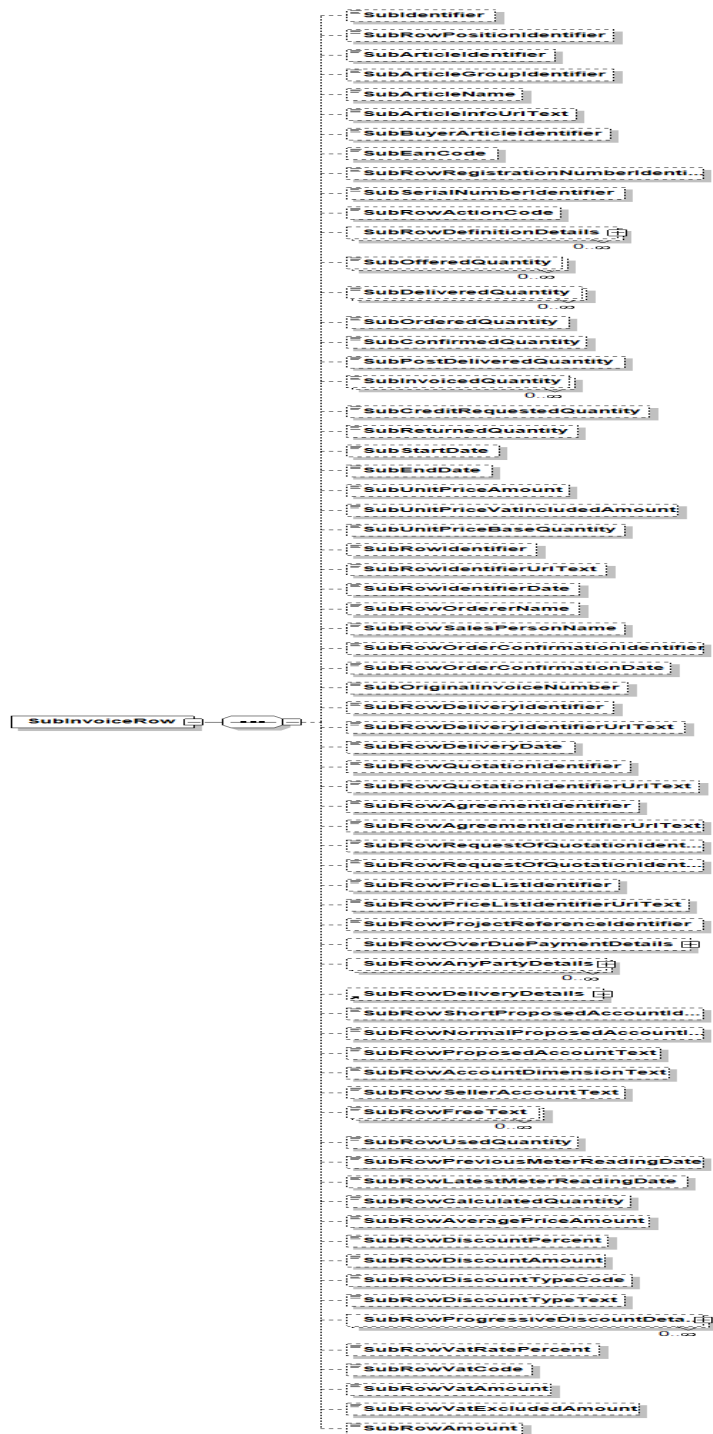 SubIdentifier
SubRowPositionIdentifier
SubArticleIdentifier
SubArticleGroupIdentifier
SubArticleName
SubArticleInfoUrlText
SubBuyerArticleIdentifier
SubEanCode
SubRowRegistrationNumberIdenti...
SubSerialNumberIdentifier
SubRowActionCode
SubRowDefinitionDetails
0..∞
SubOfferedQuantity
0..∞
SubDeliveredQuantity
0..∞
SubOrderedQuantity
SubConfirmedQuantity
SubPostDeliveredQuantity
SubInvoicedQuantity
0..∞
SubCreditRequestedQuantity
SubReturnedQuantity
SubStartDate
SubEndDate
SubUnitPriceAmount
SubUnitPriceVatIncludedAmount
SubUnitPriceBaseQuantity
SubRowIdentifier
SubRowIdentifierUrlText
SubRowIdentifierDate
SubRowOrdererName
SubRowSalesPersonName
SubRowOrderConfirmationIdentifier
SubRowOrderConfirmationDate
SubOriginalInvoiceNumber
SubRowDeliveryIdentifier
SubInvoiceRow
SubRowDeliveryIdentifierUrlText
SubRowDeliveryDate
SubRowQuotationIdentifier
SubRowQuotationIdentifierUrlText
SubRowAgreementIdentifier
SubRowAgreementIdentifierUrlText
SubRowRequestOfQuotationIdent...
SubRowRequestOfQuotationIdent...
SubRowPriceListIdentifier
SubRowPriceListIdentifierUrlText
SubRowProjectReferenceIdentifier
SubRowOverDuePaymentDetails
SubRowAnyPartyDetails
0..∞
SubRowDeliveryDetails
SubRowShortProposedAccountId...
SubRowNormalProposedAccounti...
SubRowProposedAccountText
SubRowAccountDimensionText
SubRowSellerAccountText
SubRowFreeText
0..∞
SubRowUsedQuantity
SubRowPreviousMeterReadingDate
SubRowLatestMeterReadingDate
SubRowCalculatedQuantity
SubRowAveragePriceAmount
SubRowDiscountPercent
SubRowDiscountAmount
SubRowDiscountTypeCode
SubRowDiscountTypeText
SubRowProgressiveDiscountDeta...
0..∞
SubRowVatRatePercent
SubRowVatCode
SubRowVatAmount
SubRowVatExcludedAmount
SubRowAmount